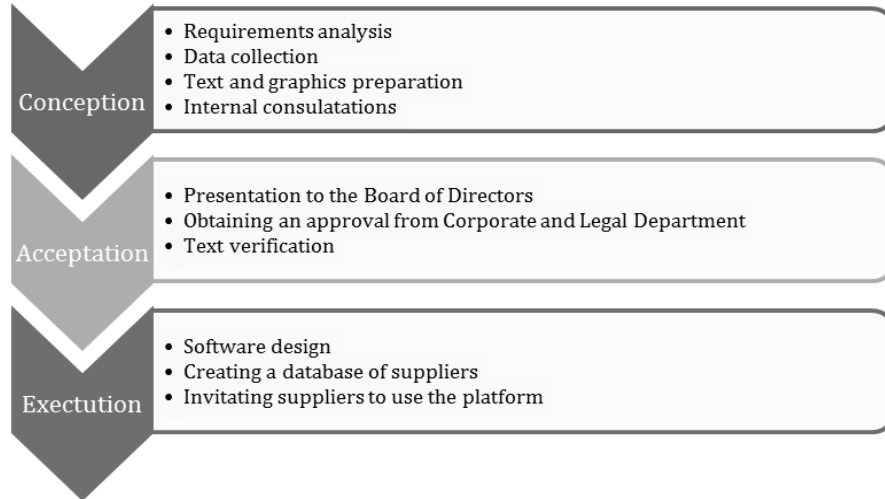 Conception
• Requirements analysis
• Data collection
• Text and graphics preparation
• Internal consulatations
Acceptation
• Presentation to the Board of Directors
• Obtaining an approval from Corporate and Legal Department
• Text verification
Exectution
• Software design
• Creating a database of suppliers
• Invitating suppliers to use the platform